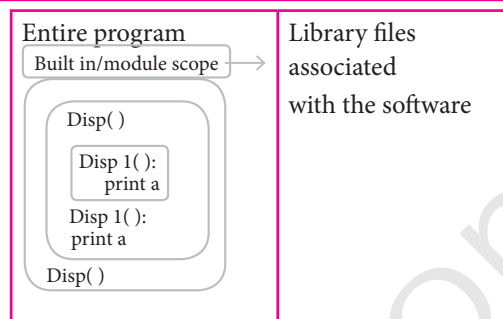 Entire program
Built in/module scope
Disp( )
Disp 1( ):
print a
Disp 1( ):
print a
Disp( )
Library files
associated
with the software